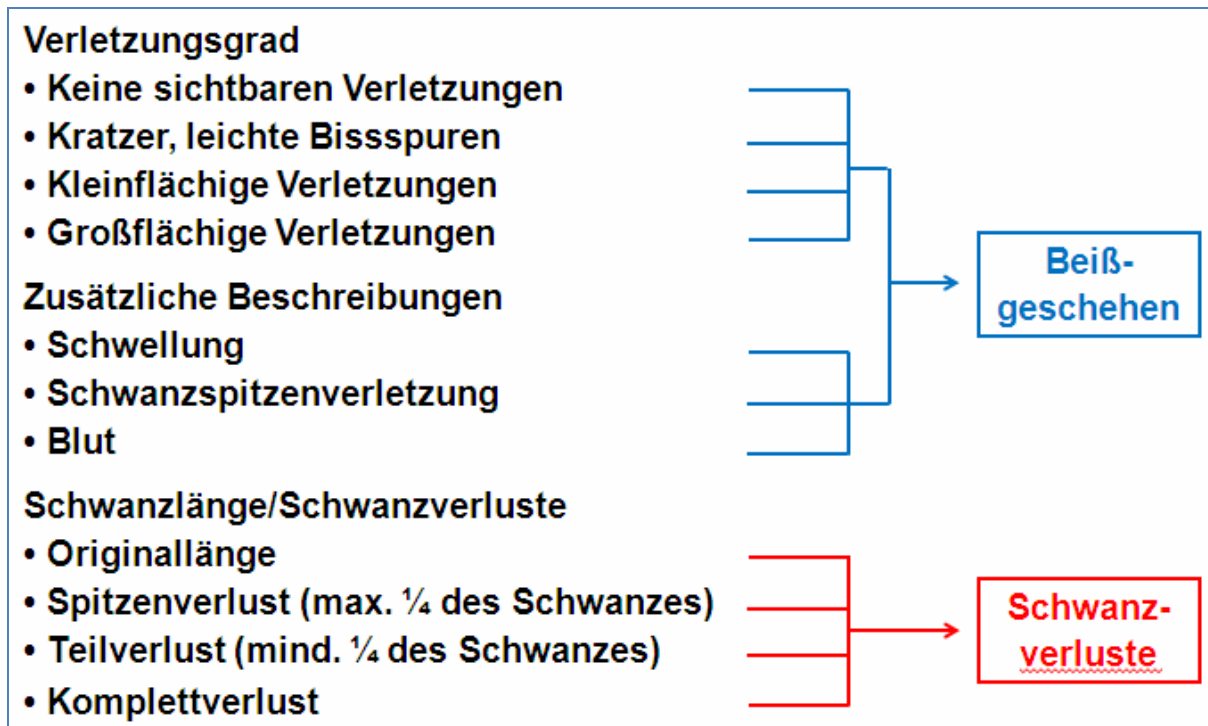 Verletzungsgrad
• Keine sichtbaren Verletzungen
• Kratzer, leichte Bissspuren
• Kleinflächige Verletzungen
• Großflächige Verletzungen
Zusätzliche Beschreibungen
• Schwellung
• Schwanzspitzenverletzung
• Blut
Beiß-
geschehen
Schwanzlänge/Schwanzverluste
• Originallänge
• Spitzenverlust (max. ¼ des Schwanzes)
• Teilverlust (mind. ¼ des Schwanzes)
• Komplettverlust
Schwanz-
verluste